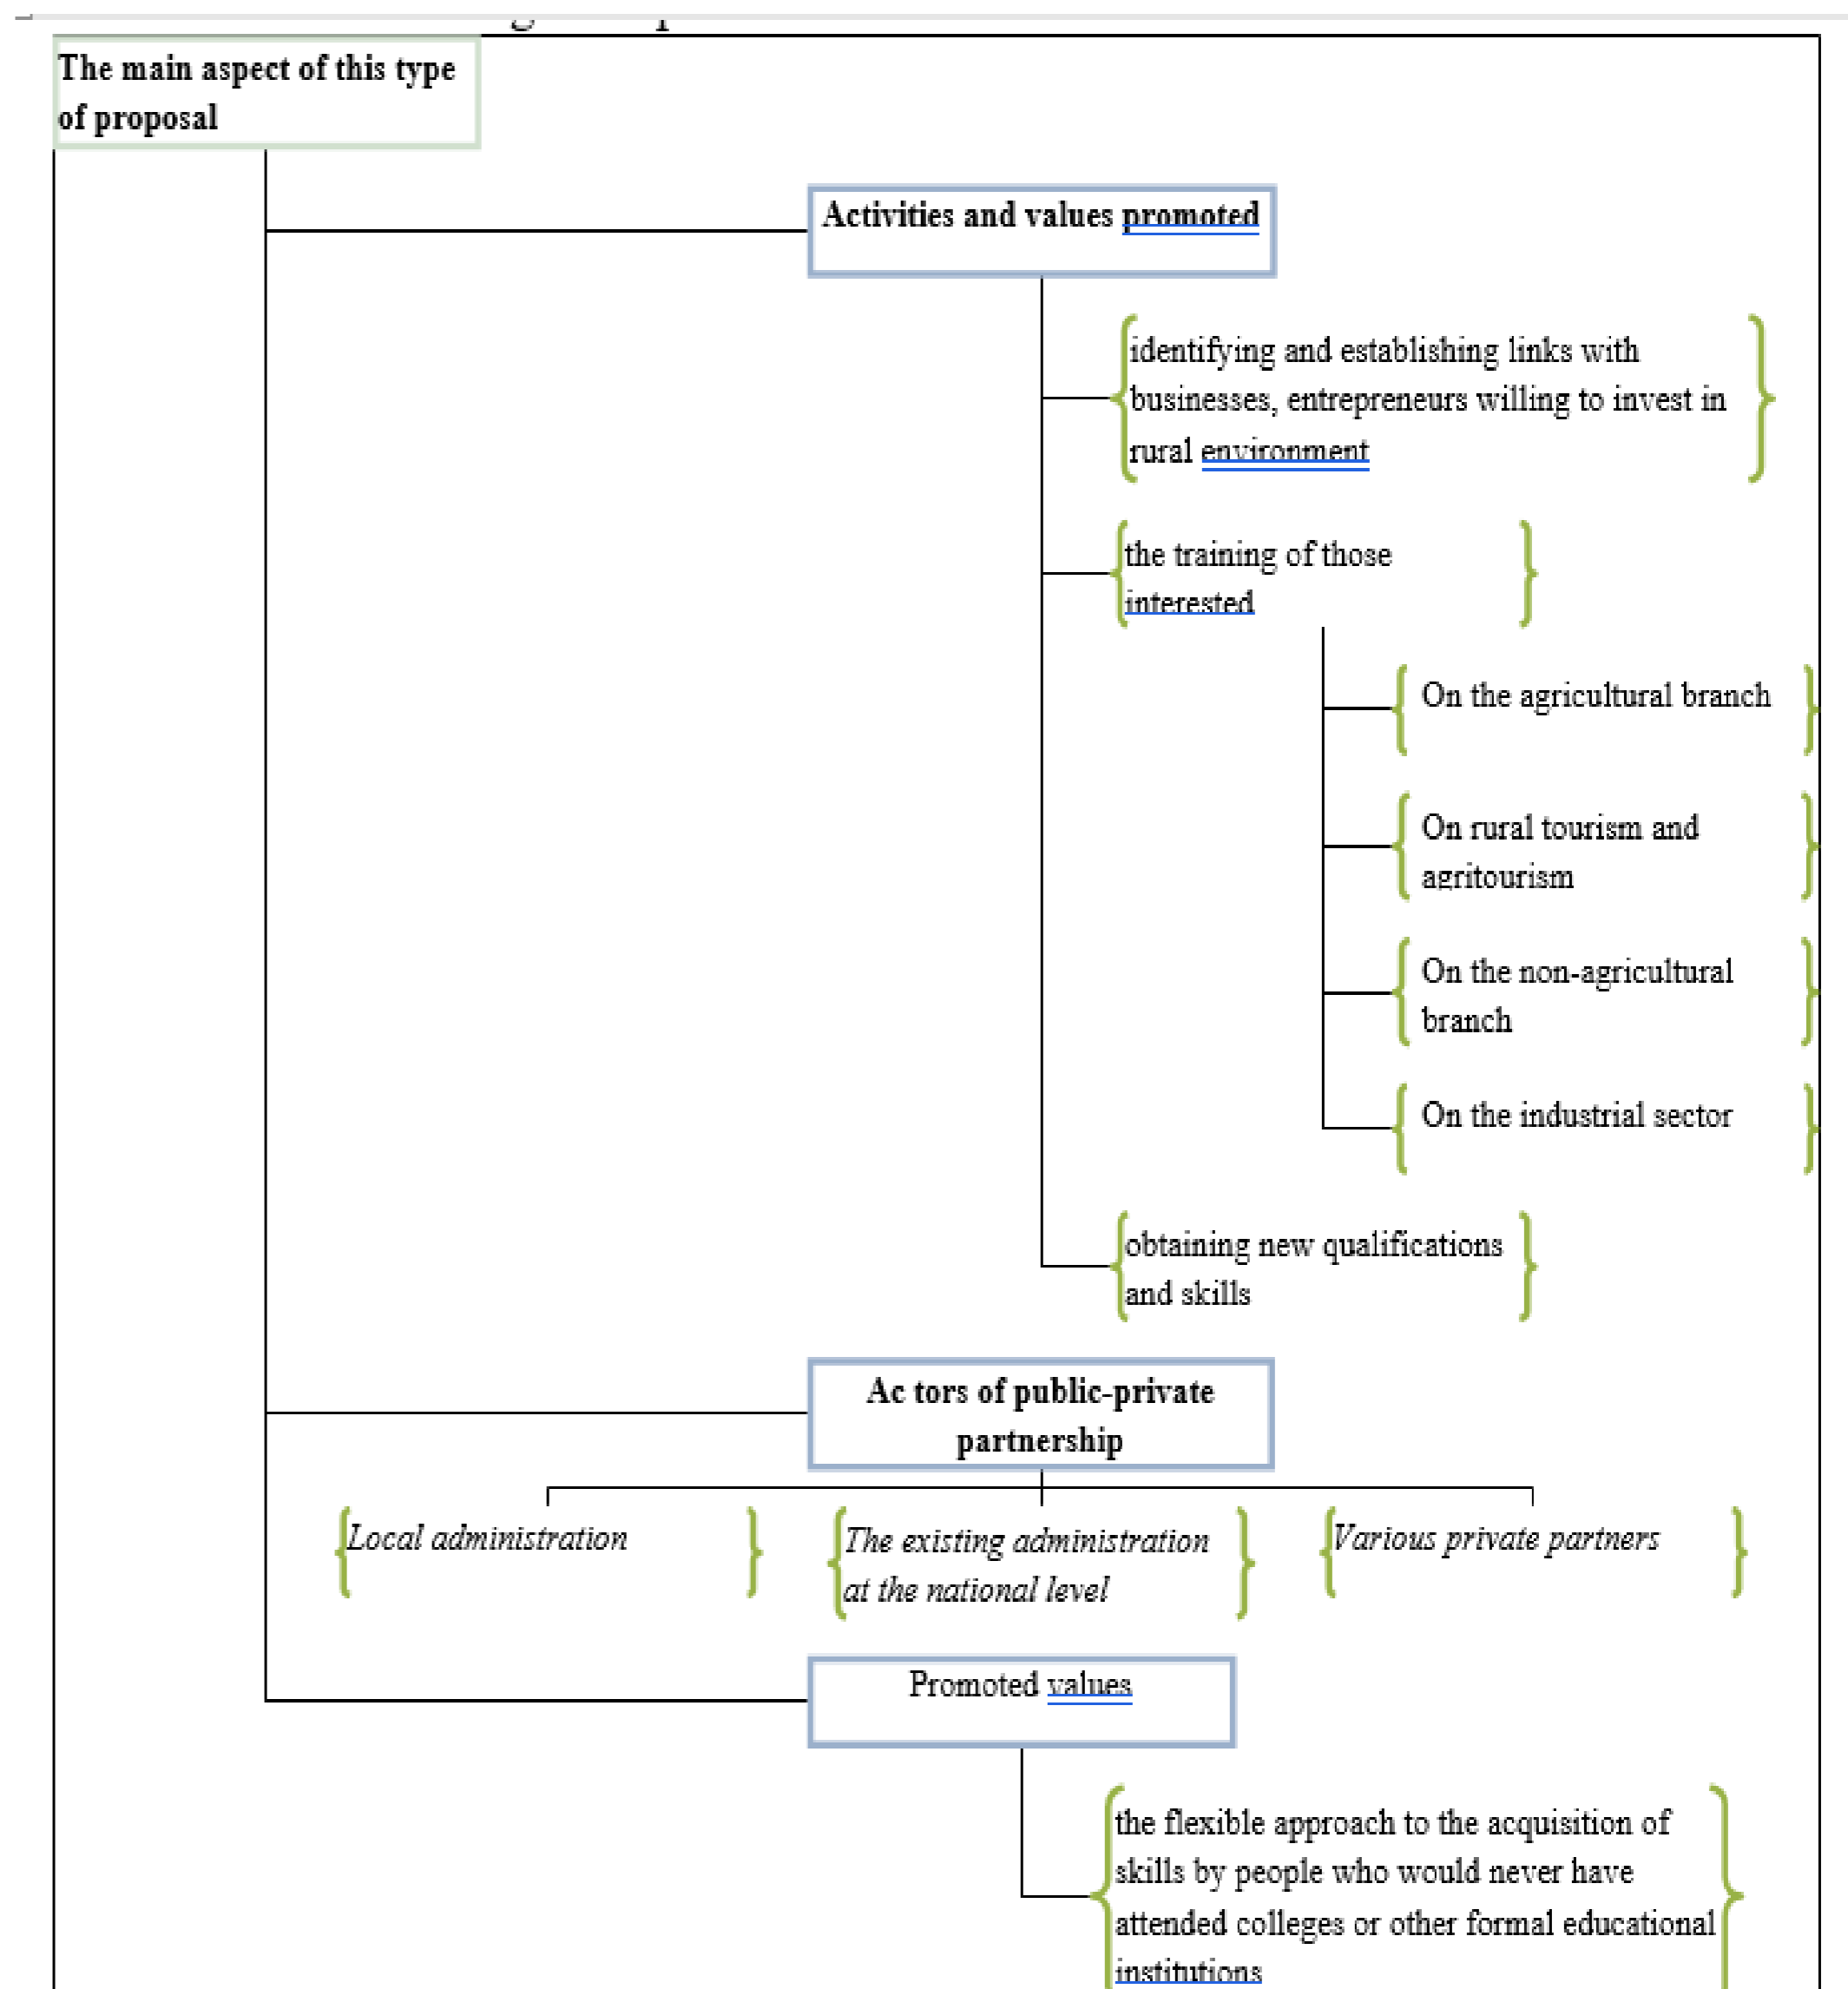 The main aspect of this type
of proposal
Activities and values promoted
identifying and establishing links with
businesses, entrepreneurs willing to invest in
rural environment
the training of those
interested
On the agricultural branch
On rural tourism and
agritourism
On the non-agricultural
branch
On the industrial sector
obtaining new qualifications
and skills
Ac tors of public-private
partnership
Local administration
The existing administration
at the national level
Various private partners
Promoted values
the flexible approach to the acquisition of
skills by people who would never have
attended colleges or other formal educational
institutions